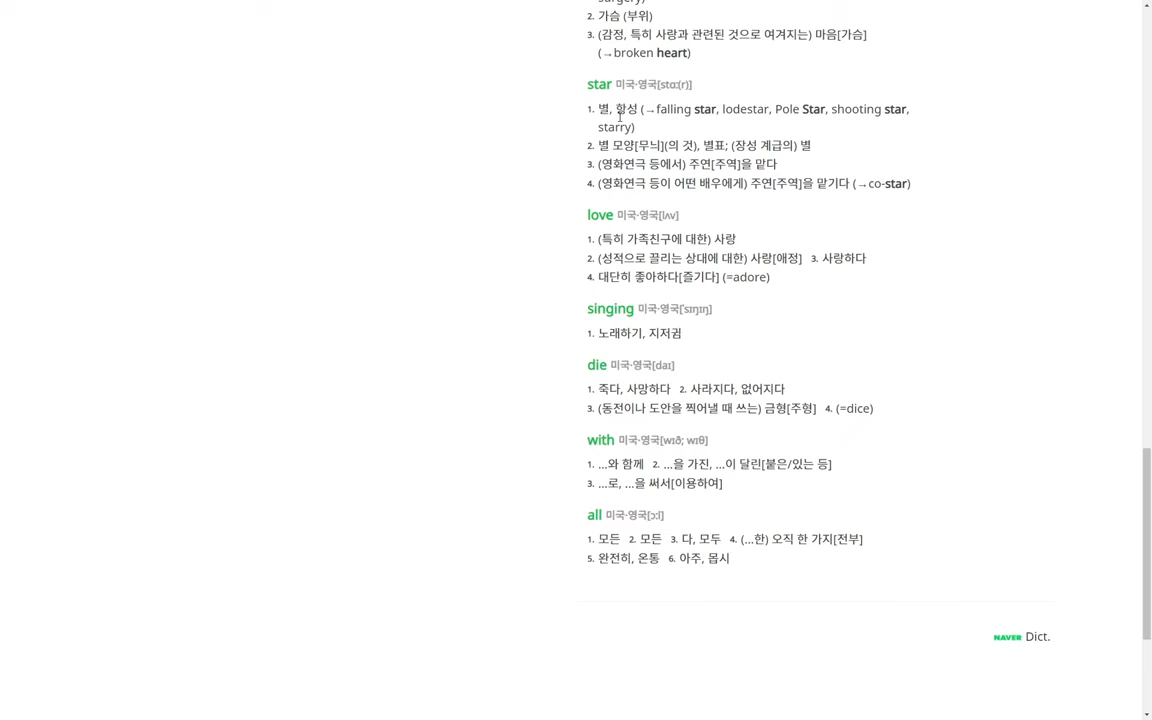 surgery)
2. 가슴 (부위)
3. (감정, 특히 사랑과 관련된 것으로 여겨지는) 마음[가슴]
(→broken heart)
star 미국·영국[stɑː(r)]
1. 별, 항성 (→falling star, lodestar, Pole Star, shooting star,
starry)
2. 별 모양[무늬](의 것), 별표; (장성 계급의) 별
3. (영화연극 등에서) 주연[주역]을 맡다
4. (영화연극 등이 어떤 배우에게) 주연[주역]을 맡기다 (→co-star)
love 미국·영국[lʌv]
1. (특히 가족친구에 대한) 사랑
2. (성적으로 끌리는 상대에 대한) 사랑[애정] 3. 사랑하다
4. 대단히 좋아하다[즐기다] (=adore)
singing 미국·영국[ˈsɪŋɪŋ]
1. 노래하기, 지저귐
die 미국·영국[daɪ]
1. 죽다, 사망하다 2. 사라지다, 없어지다
3. (동전이나 도안을 찍어낼 때 쓰는) 금형[주형] 4. (=dice)
with 미국·영국[wɪð; wɪθ]
1. …와 함께 2. …을 가진, …이 달린[붙은/있는 등]
3. …로, …을 써서[이용하여]
all 미국·영국[ɔːl]
1. 모든 2. 모든 3. 다, 모두 4. (…한) 오직 한 가지[전부]
5. 완전히, 온통 6. 아주, 몹시
NAVER Dict.